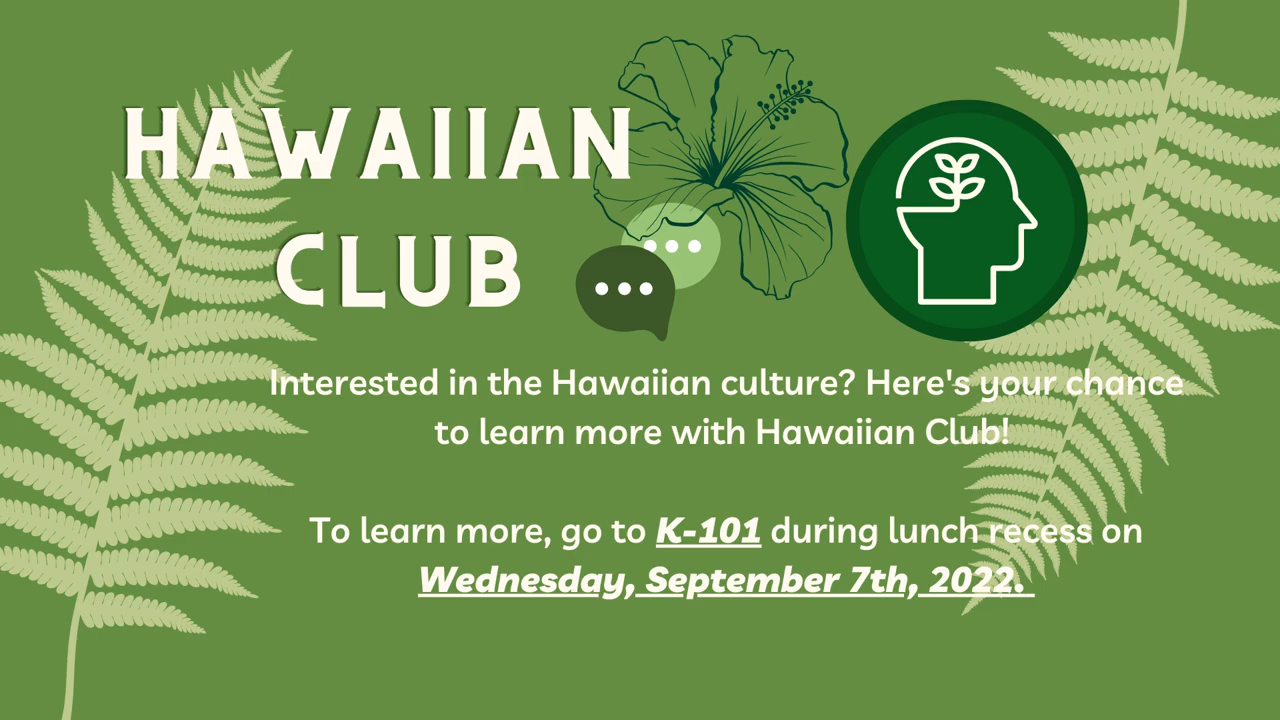 HAWAIIAN
CLUB
Interested in the Hawaiian culture? Here's your chance
to learn more with Hawaiian Club!
To learn more, go to K-101 during lunch recess on
Wednesday, September 7th, 2022.